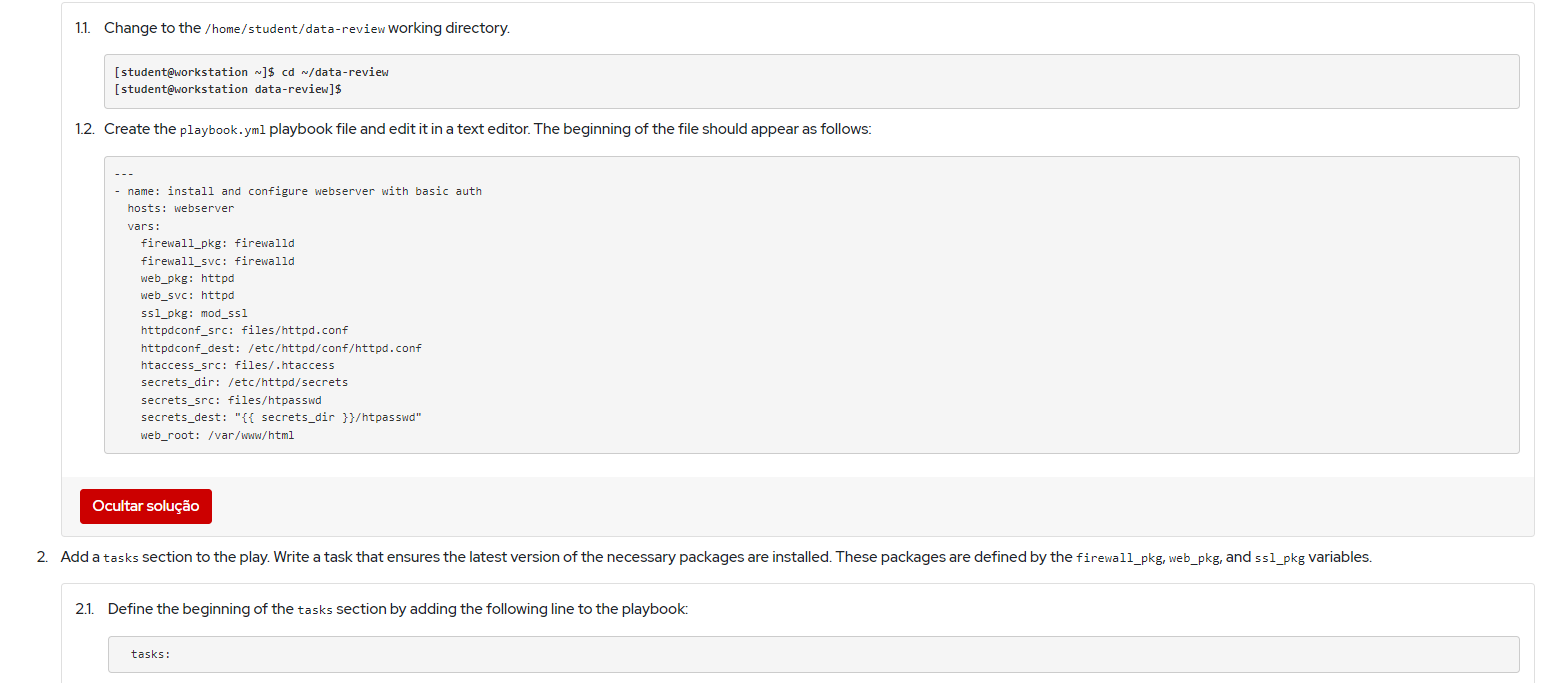 1.1. Change to the /home/student/data-review working directory.
[student@workstation ~]$ cd ~/data-review
[student@workstation data-review]$
1.2. Create the playbook.yml playbook file and edit it in a text editor. The beginning of the file should appear as follows:
---
- name: install and configure webserver with basic auth
  hosts: webserver
  vars:
    firewall_pkg: firewalld
    firewall_svc: firewalld
    web_pkg: httpd
    web_svc: httpd
    ssl_pkg: mod_ssl
    httpdconf_src: files/httpd.conf
    httpdconf_dest: /etc/httpd/conf/httpd.conf
    htaccess_src: files/.htaccess
    secrets_dir: /etc/httpd/secrets
    secrets_src: files/htpasswd
    secrets_dest: "{{ secrets_dir }}/htpasswd"
    web_root: /var/www/html
Ocultar solução
2. Add a tasks section to the play. Write a task that ensures the latest version of the necessary packages are installed. These packages are defined by the firewall_pkg, web_pkg, and ssl_pkg variables.
2.1. Define the beginning of the tasks section by adding the following line to the playbook:
  tasks: